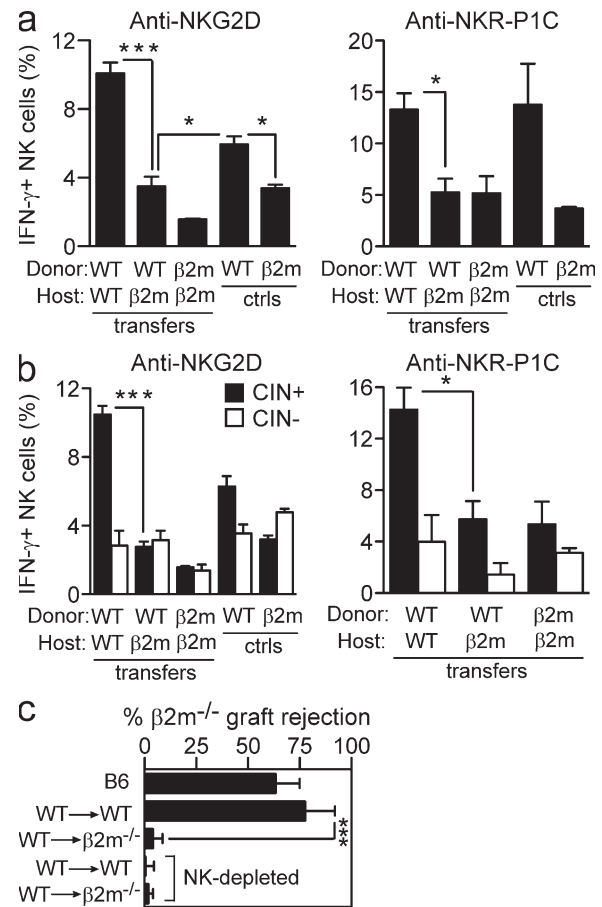 a
Anti-NKG2D
IFN-γ+ NK cells (%)
12
8
4
0
***
*
*
Donor: WT WT β2m WT β2m
Host: WT β2m β2m ctrls
transfers
Anti-NKR-P1C
20
15
10
5
0
*
Donor: WT WT β2m WT β2m
Host: WT β2m β2m ctrls
transfers
b
Anti-NKG2D
IFN-γ+ NK cells (%)
12
8
4
0
***
CIN+
CIN-
Donor: WT WT β2m WT β2m
Host: WT β2m β2m ctrls
transfers
Anti-NKR-P1C
16
12
8
4
0
*
Donor: WT WT β2m
Host: WT β2m β2m
transfers
c
% β2m-/- graft rejection
0 25 50 75 100
B6
WT→WT
WT→β2m-/-
***
WT→WT
WT→β2m-/-
NK-depleted